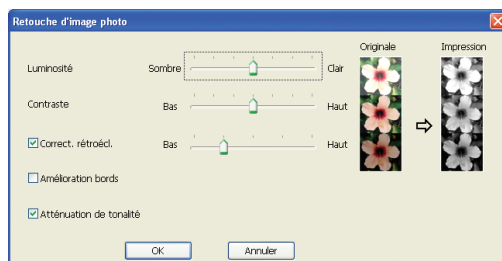 Retouche d'image photo
Originale Impression
Luminosité Sombre Clair
Contraste Bas Haut
Correct. rétroécl. Bas Haut
Amélioration bords
Atténuation de tonalité
OK Annuler